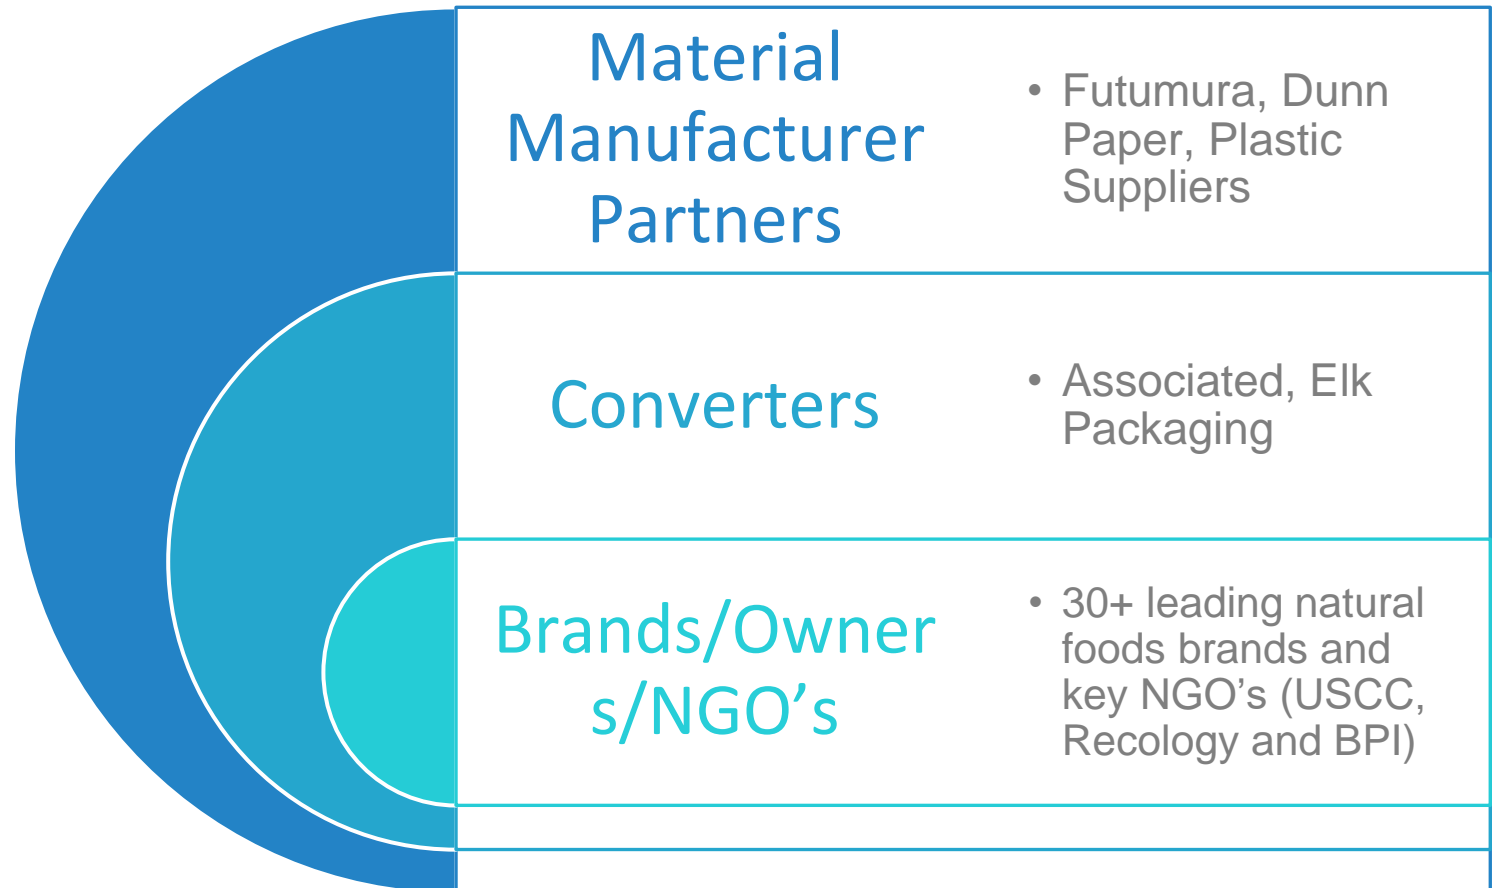 Material
Manufacturer
Partners
• Futumura, Dunn
Paper, Plastic
Suppliers
Converters
• Associated, Elk
Packaging
Brands/Owner
s/NGO’s
• 30+ leading natural
foods brands and
key NGO’s (USCC,
Recology and BPI)